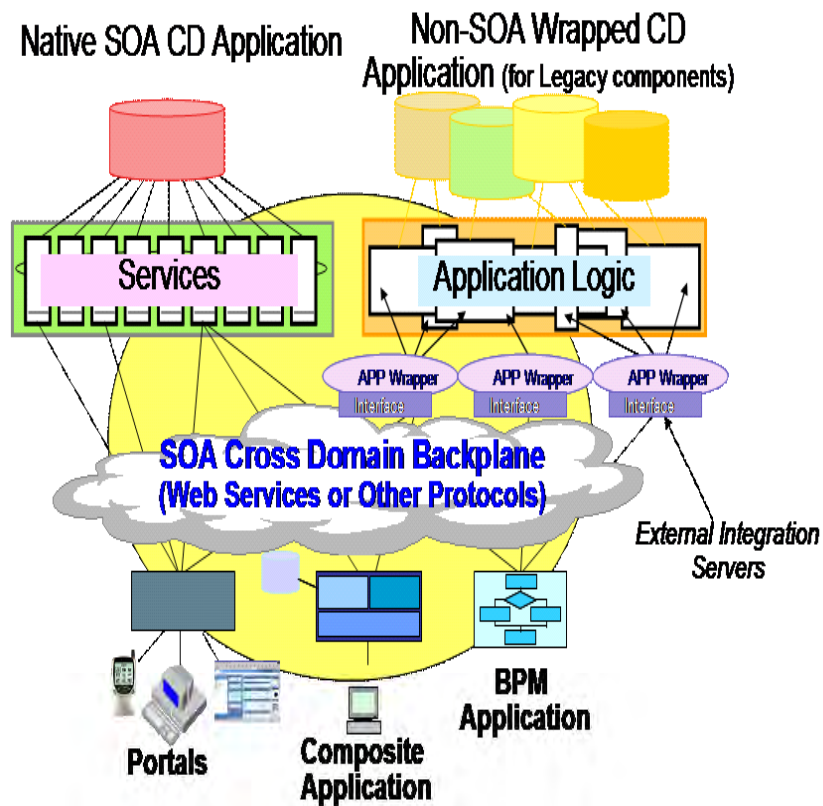 Native SOA CD Application
Non-SOA Wrapped CD
Application (for Legacy components)
Services
Application Logic
APP Wrapper
Interface
APP Wrapper
Interface
APP Wrapper
Interface
SOA Cross Domain Backplane
(Web Services or Other Protocols)
External Integration
Servers
Portals
Composite
Application
BPM
Application